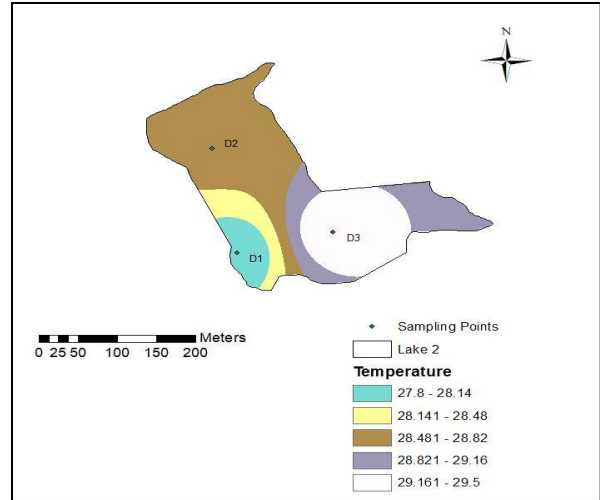 N
D2
D3
D1
Meters
0 25 50 100 150 200
Sampling Points
Lake 2
Temperature
27.8 - 28.14
28.141 - 28.48
28.481 - 28.82
28.821 - 29.16
29.161 - 29.5